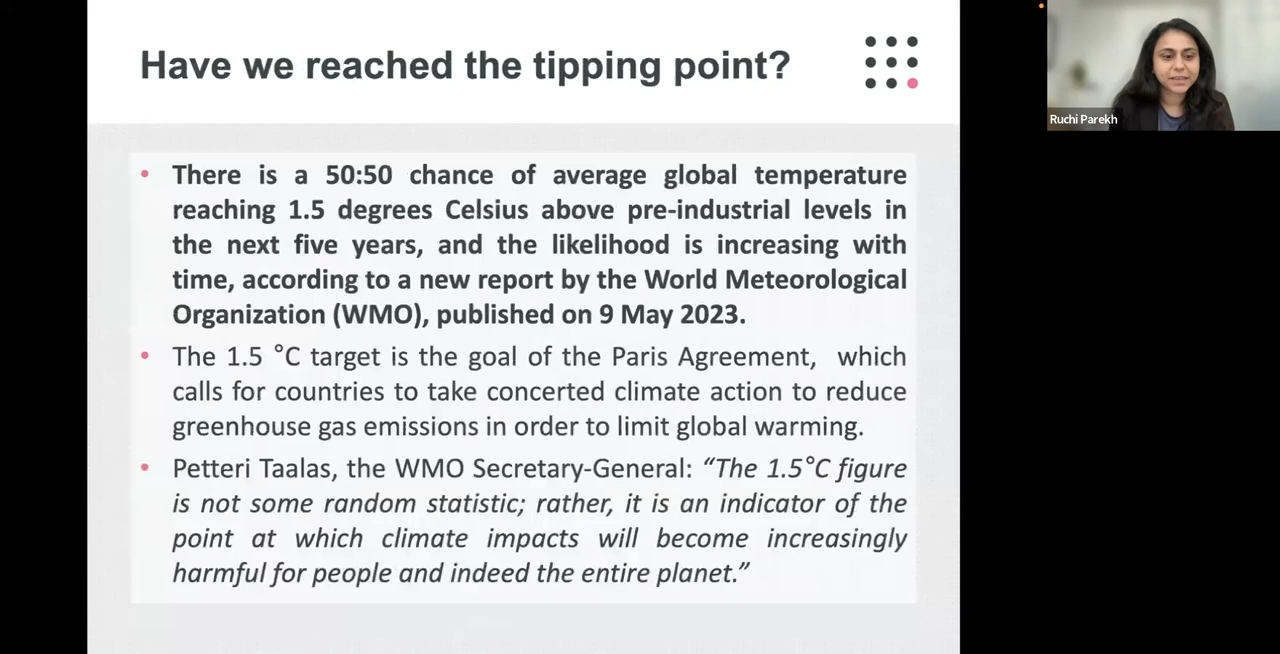 Have we reached the tipping point?
• There is a 50:50 chance of average global temperature
reaching 1.5 degrees Celsius above pre-industrial levels in
the next five years, and the likelihood is increasing with
time, according to a new report by the World Meteorological
Organization (WMO), published on 9 May 2023.
• The 1.5 °C target is the goal of the Paris Agreement, which
calls for countries to take concerted climate action to reduce
greenhouse gas emissions in order to limit global warming.
• Petteri Taalas, the WMO Secretary-General: “The 1.5°C figure
is not some random statistic; rather, it is an indicator of the
point at which climate impacts will become increasingly
harmful for people and indeed the entire planet.”
Ruchi Parekh